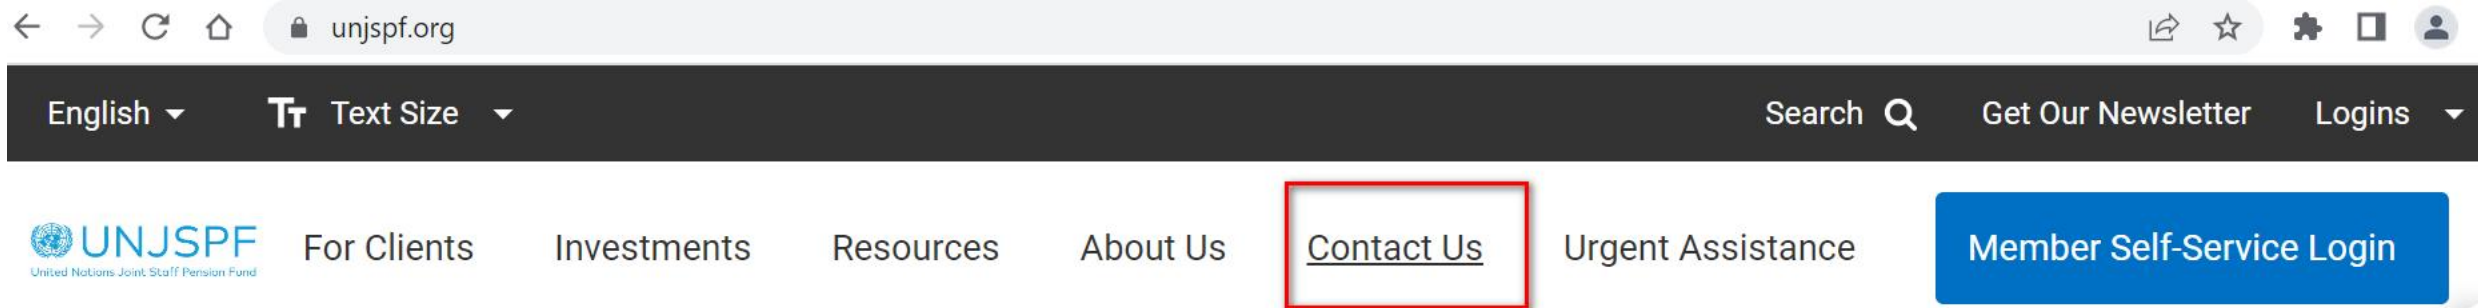 unjspf.org
English Text Size Search Get Our Newsletter Logins
UNJSPF For Clients Investments Resources About Us Contact Us Urgent Assistance Member Self-Service Login
United Nations Joint Staff Pension Fund